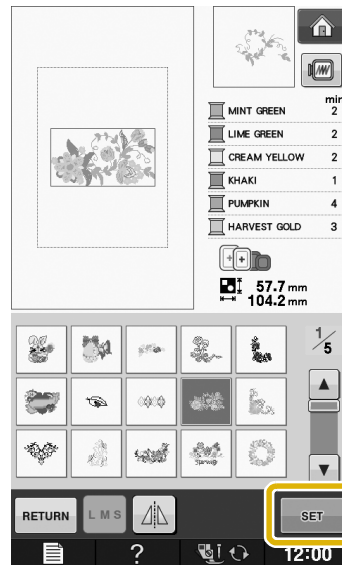 min
MINT GREEN 2
LIME GREEN 2
CREAM YELLOW 2
KHAKI 1
PUMPKIN 4
HARVEST GOLD 3
57.7 mm
104.2 mm
1/5
RETURN L M S SET
? 12:00